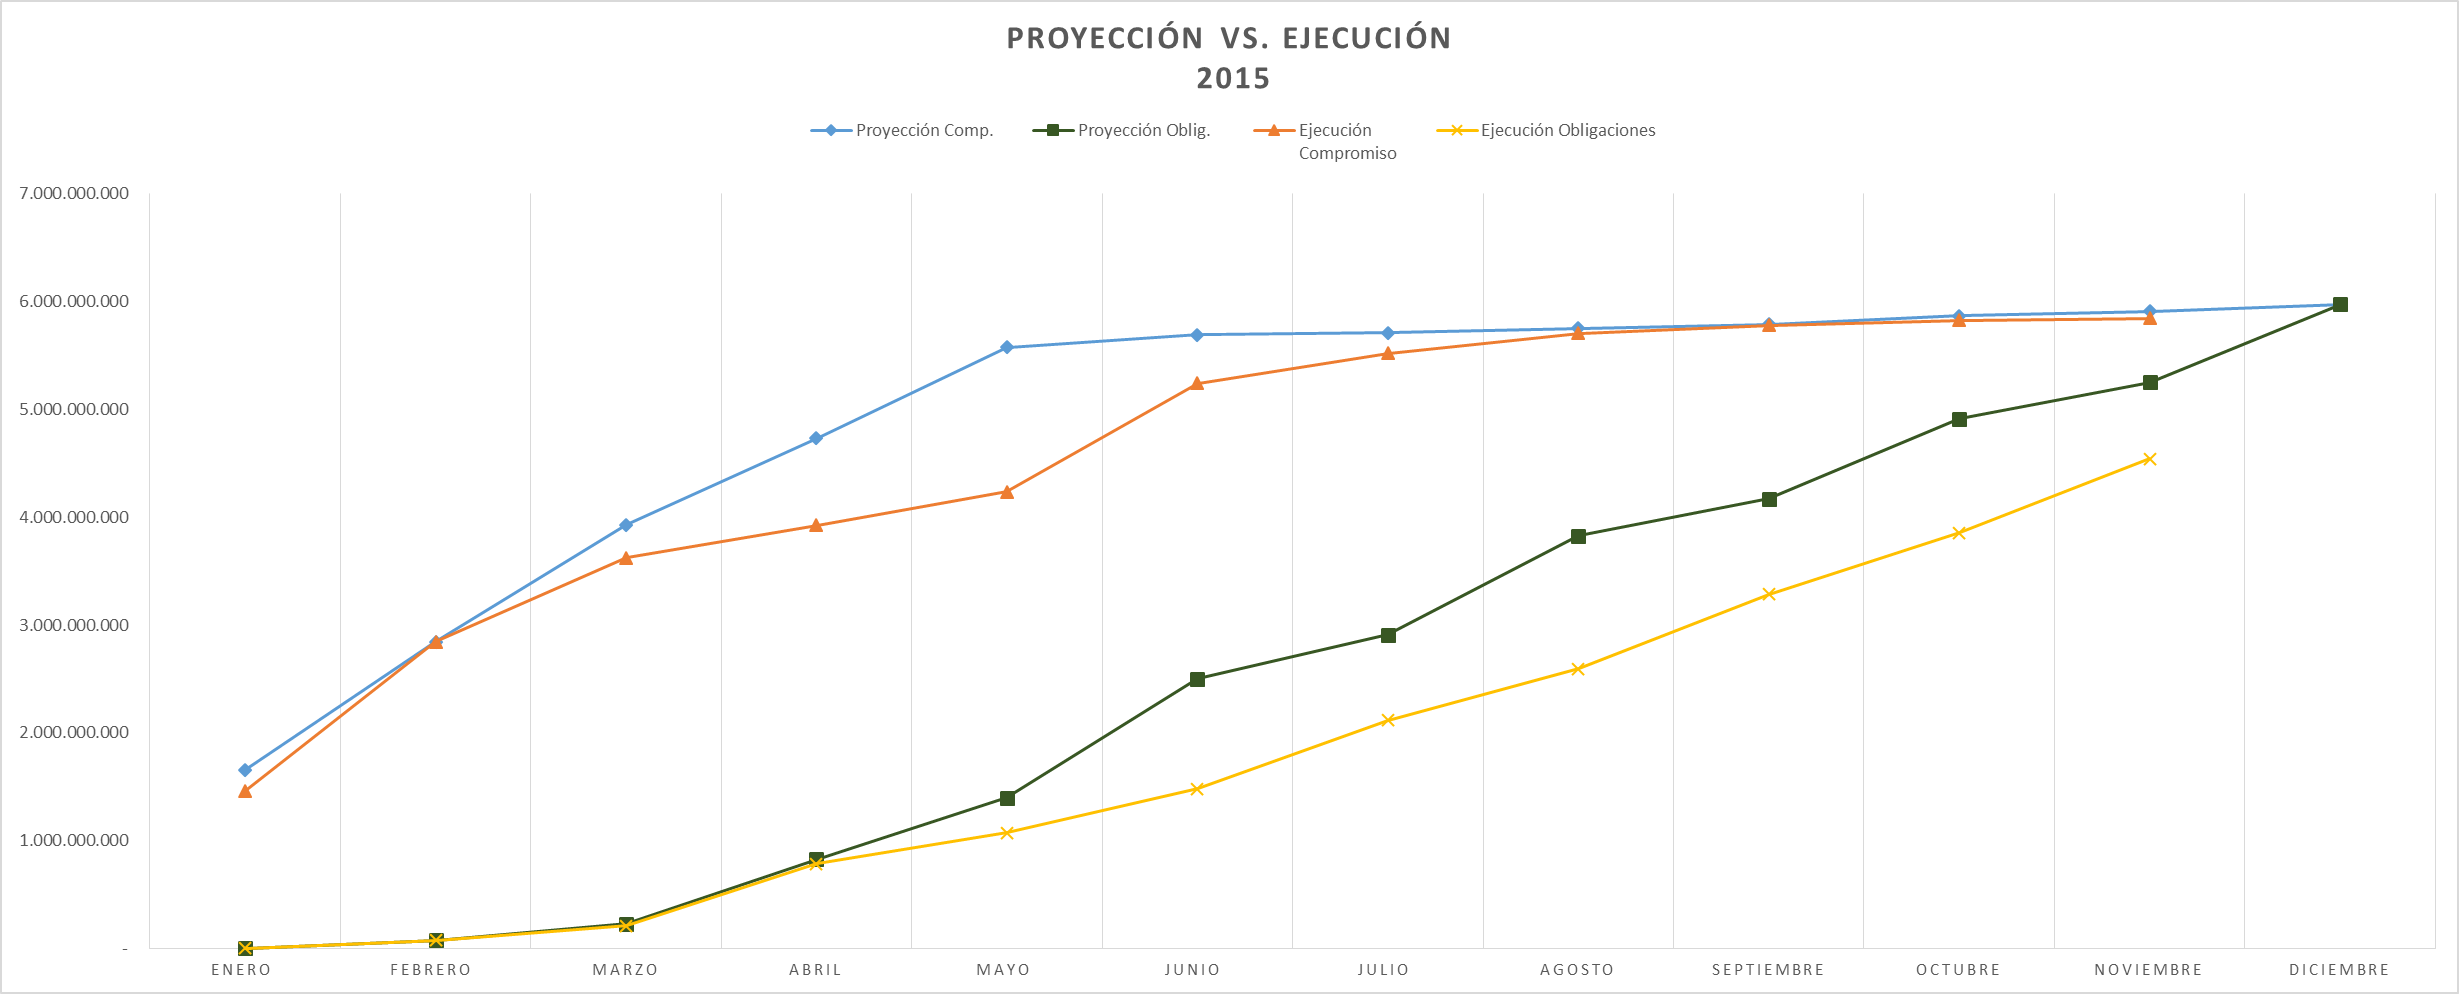 PROYECCIÓN VS. EJECUCIÓN
2015
Proyección Comp.
Proyección Oblig.
Ejecución
Compromiso
Ejecución Obligaciones
7.000.000.000
6.000.000.000
5.000.000.000
4.000.000.000
3.000.000.000
2.000.000.000
1.000.000.000
-
ENERO
FEBRERO
MARZO
ABRIL
MAYO
JUNIO
JULIO
AGOSTO
SEPTIEMBRE
OCTUBRE
NOVIEMBRE
DICIEMBRE